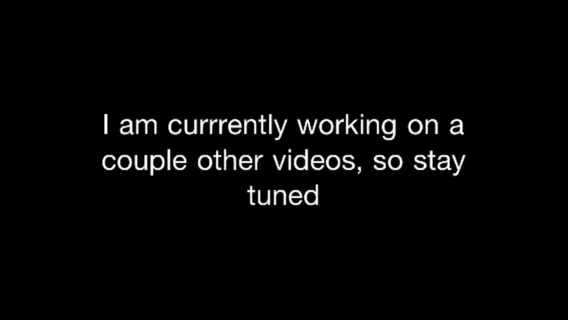 I am currrently working on a
couple other videos, so stay
tuned